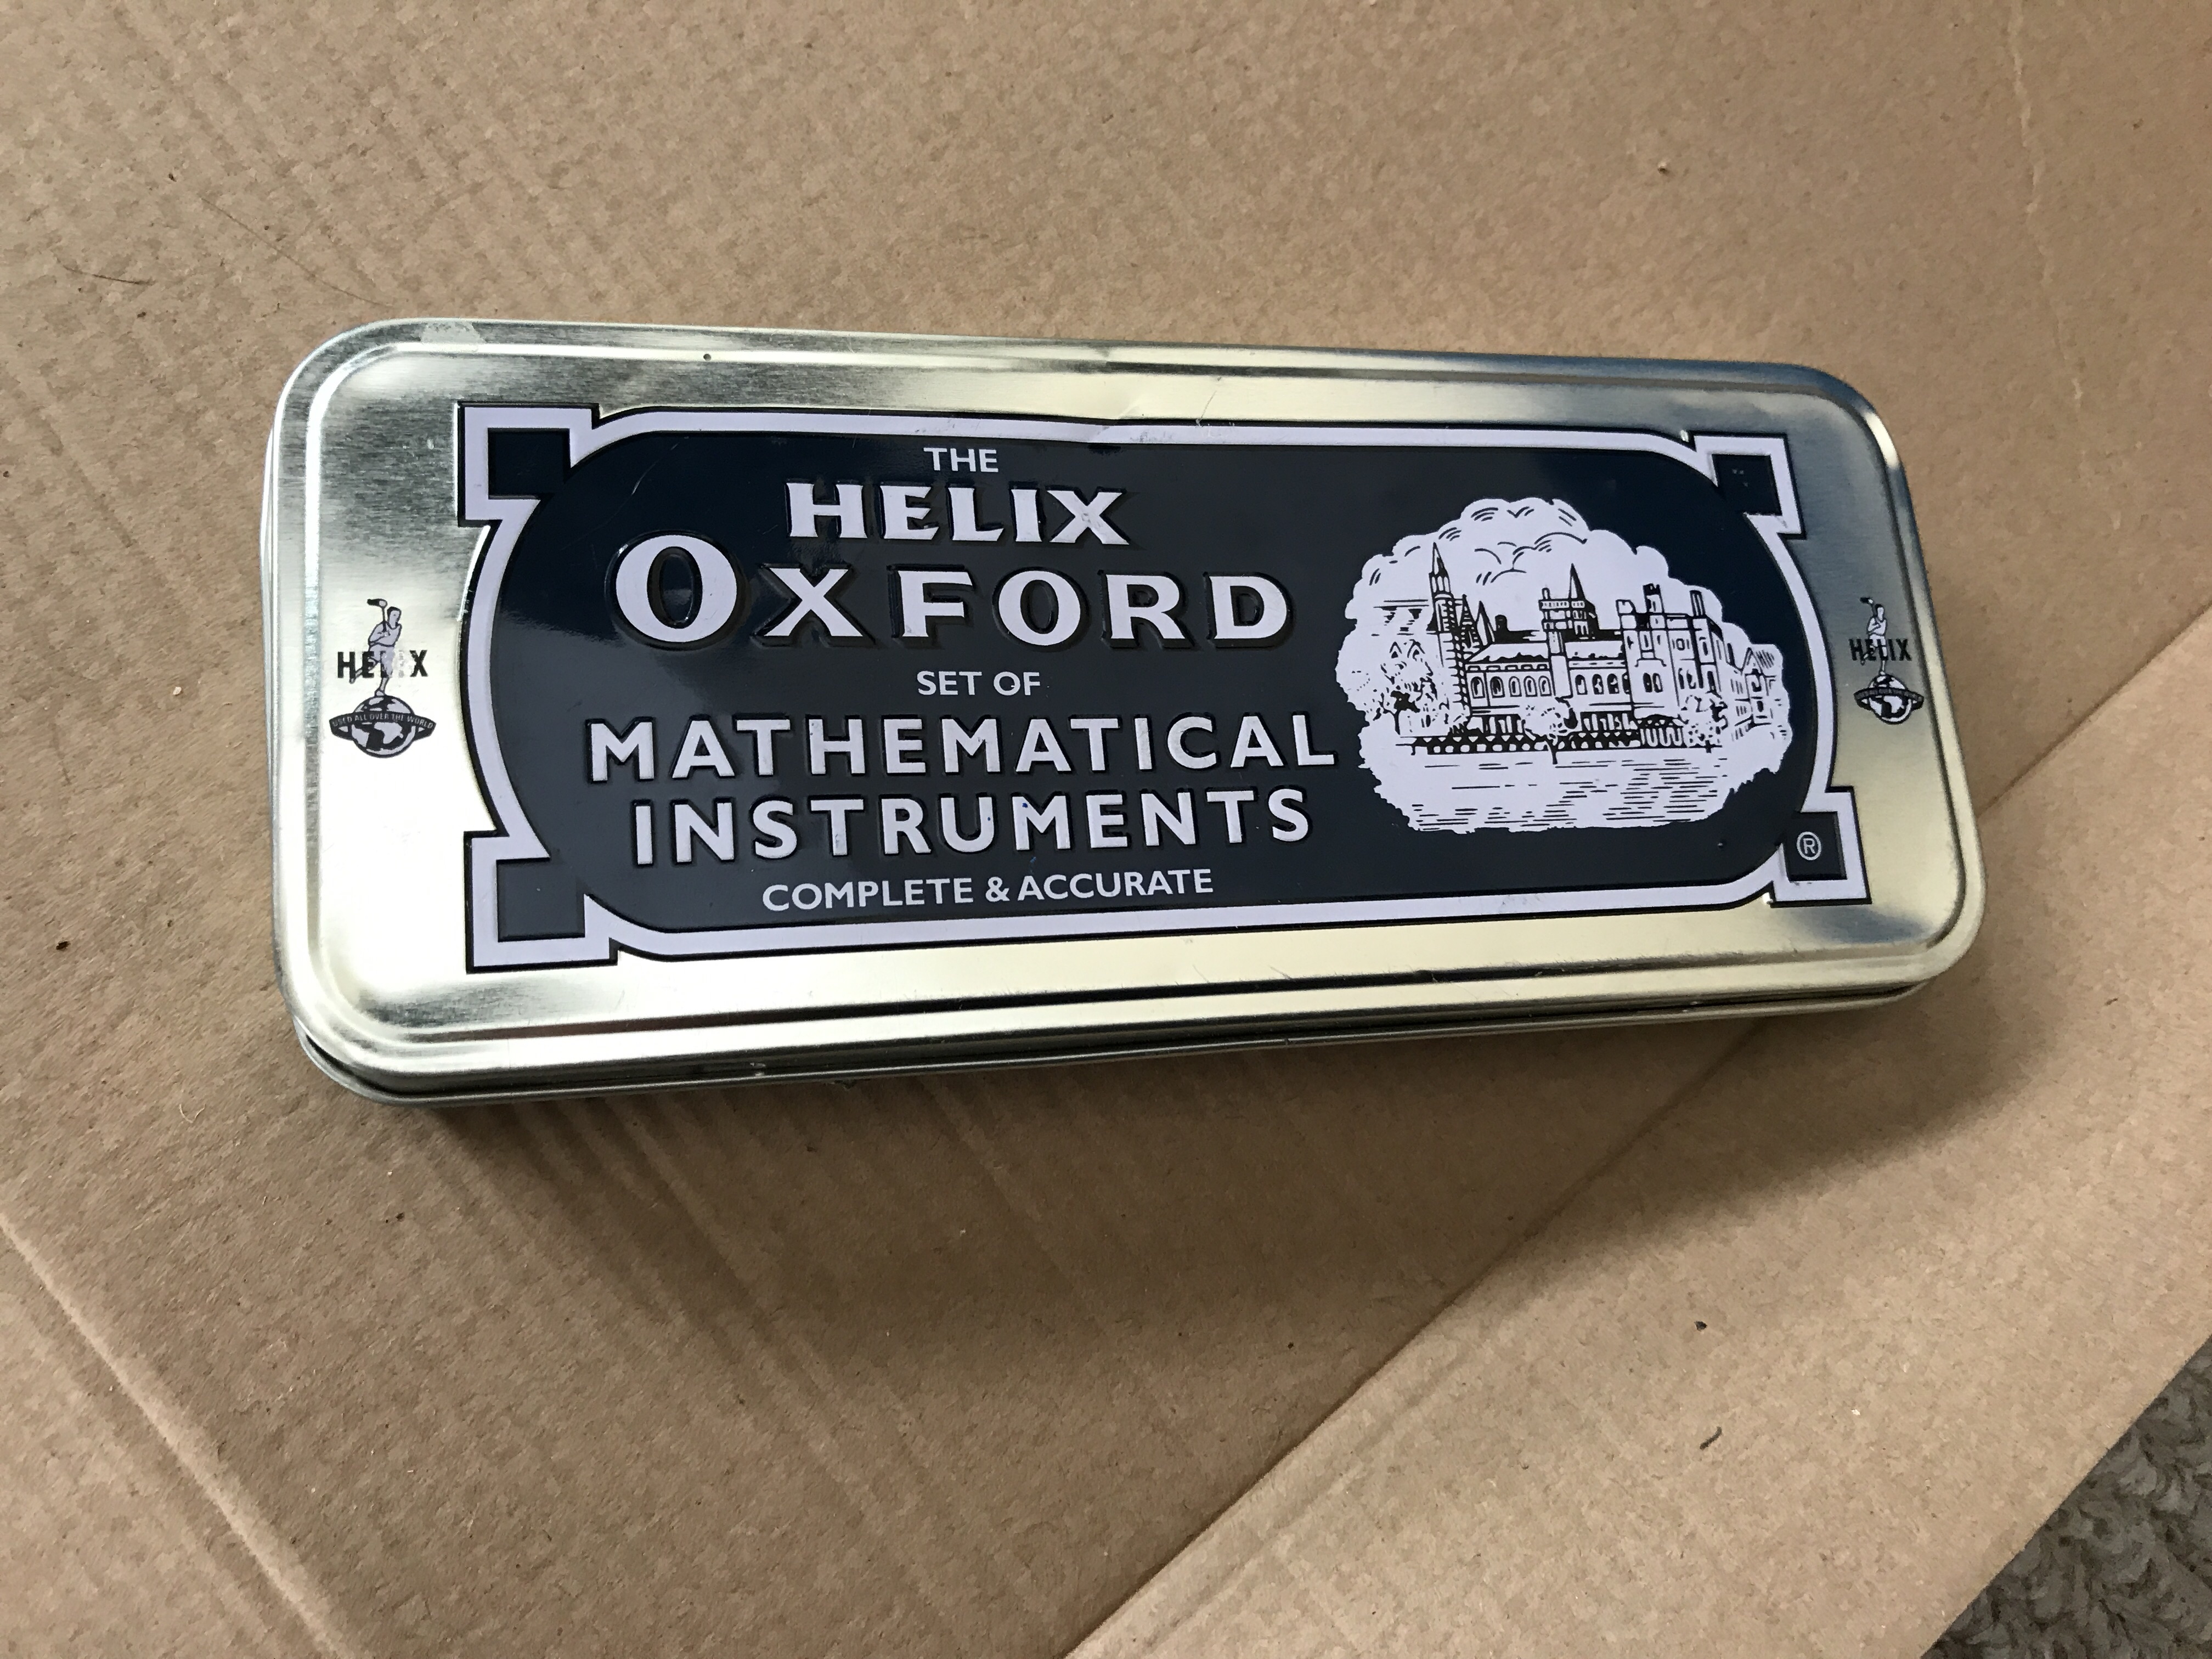 THE
HELIX
OXFORD
SET OF
MATHEMATICAL
INSTRUMENTS
COMPLETE & ACCURATE
®
HELIX
USED ALL OVER THE WORLD
HELIX